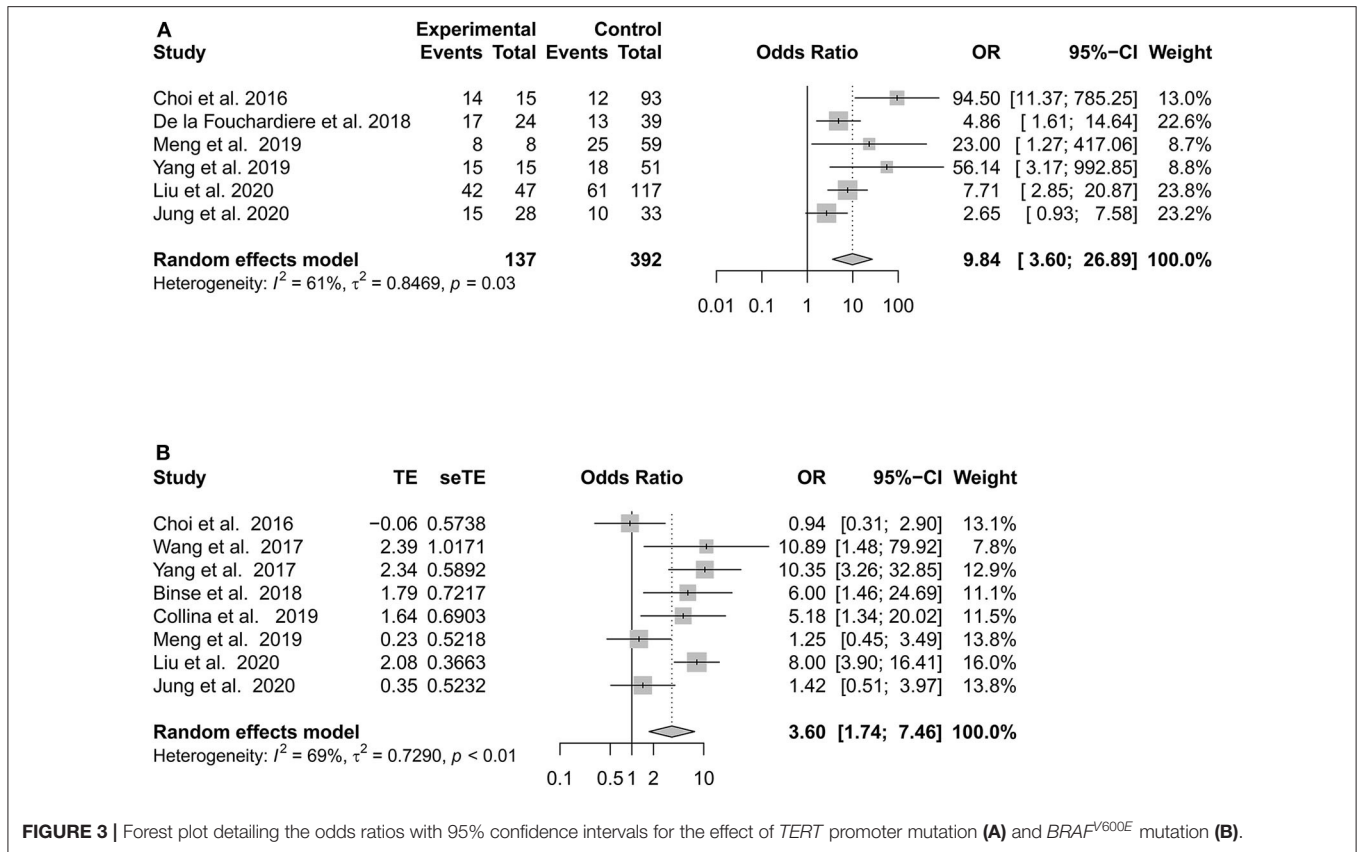 A
Experimental Control
Study Events Total Events Total Odds Ratio OR 95%−CI Weight
Choi et al. 2016 14 15 12 93 94.50 [11.37; 785.25] 13.0%
De la Fouchardiere et al. 2018 17 24 13 39 4.86 [ 1.61; 14.64] 22.6%
Meng et al. 2019 8 8 25 59 23.00 [ 1.27; 417.06] 8.7%
Yang et al. 2019 15 15 18 51 56.14 [ 3.17; 992.85] 8.8%
Liu et al. 2020 42 47 61 117 7.71 [ 2.85; 20.87] 23.8%
Jung et al. 2020 15 28 10 33 2.65 [ 0.93; 7.58] 23.2%
Random effects model 137 392 9.84 [ 3.60; 26.89] 100.0%
Heterogeneity: I² = 61%, τ² = 0.8469, p = 0.03
0.01 0.1 1 10 100
B
Study TE seTE Odds Ratio OR 95%−CI Weight
Choi et al. 2016 −0.06 0.5738 0.94 [0.31; 2.90] 13.1%
Wang et al. 2017 2.39 1.0171 10.89 [1.48; 79.92] 7.8%
Yang et al. 2017 2.34 0.5892 10.35 [3.26; 32.85] 12.9%
Binse et al. 2018 1.79 0.7217 6.00 [1.46; 24.69] 11.1%
Collina et al. 2019 1.64 0.6903 5.18 [1.34; 20.02] 11.5%
Meng et al. 2019 0.23 0.5218 1.25 [0.45; 3.49] 13.8%
Liu et al. 2020 2.08 0.3663 8.00 [3.90; 16.41] 16.0%
Jung et al. 2020 0.35 0.5232 1.42 [0.51; 3.97] 13.8%
Random effects model 3.60 [1.74; 7.46] 100.0%
Heterogeneity: I² = 69%, τ² = 0.7290, p < 0.01
0.1 0.5 1 2 10
FIGURE 3 | Forest plot detailing the odds ratios with 95% confidence intervals for the effect of TERT promoter mutation (A) and BRAF^V600E mutation (B).